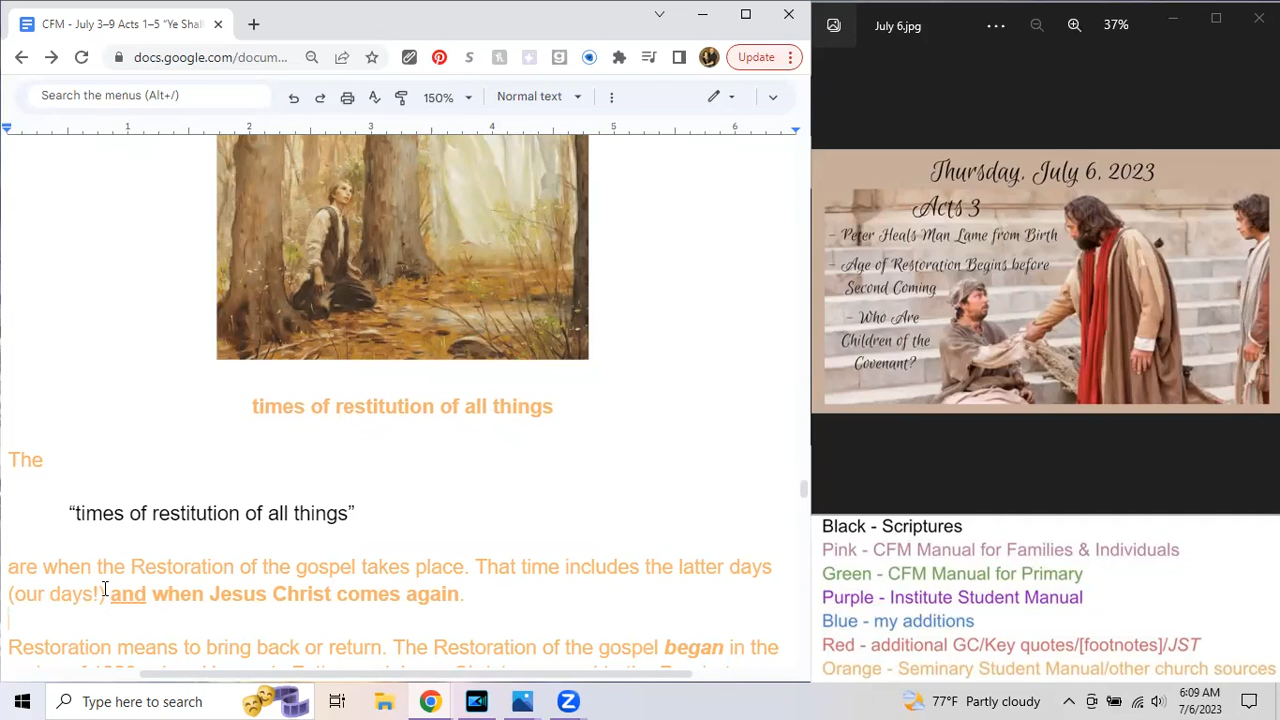 CFM - July 3–9 Acts 1–5 "Ye Shal
docs.google.com/docum...
Update
Search the menus (Alt+/)
150%
Normal text
1 2 3 4 5 6
times of restitution of all things
The
“times of restitution of all things”
are when the Restoration of the gospel takes place. That time includes the latter days
(our days!) and when Jesus Christ comes again.
Restoration means to bring back or return. The Restoration of the gospel began in the
July 6.jpg
37%
Thursday, July 6, 2023
Acts 3
- Peter Heals Man Lame from Birth
- Age of Restoration Begins before
Second Coming
- Who Are
Children of the
Covenant?
Black - Scriptures
Pink - CFM Manual for Families & Individuals
Green - CFM Manual for Primary
Purple - Institute Student Manual
Blue - my additions
Red - additional GC/Key quotes/[footnotes]/JST
Orange - Seminary Student Manual/other church sources
Type here to search
77°F Partly cloudy
6:09 AM
7/6/2023